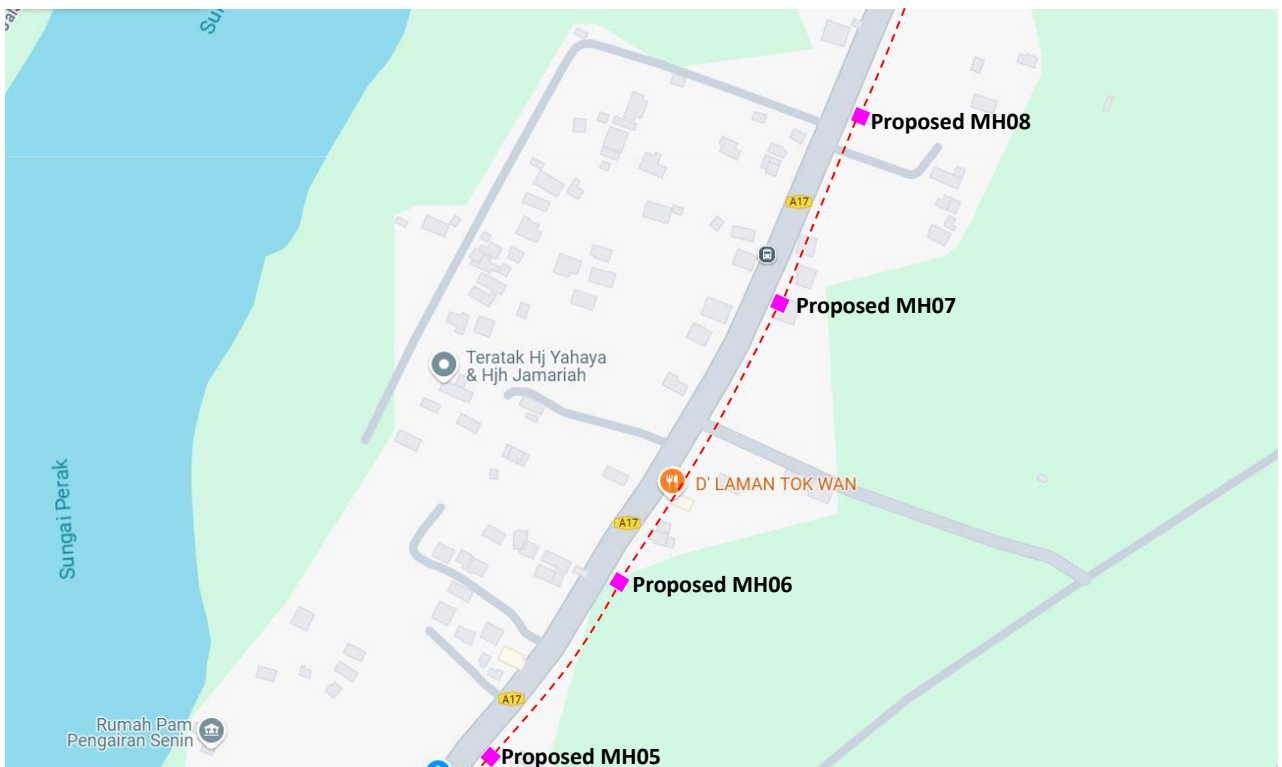 Sun
Proposed MH08
A17
Proposed MH07
Teratak Hj Yahaya
& Hjh Jamariah
D' LAMAN TOK WAN
Sungai Perak
A17
Proposed MH06
A17
Rumah Pam
Pengairan Senin
Proposed MH05